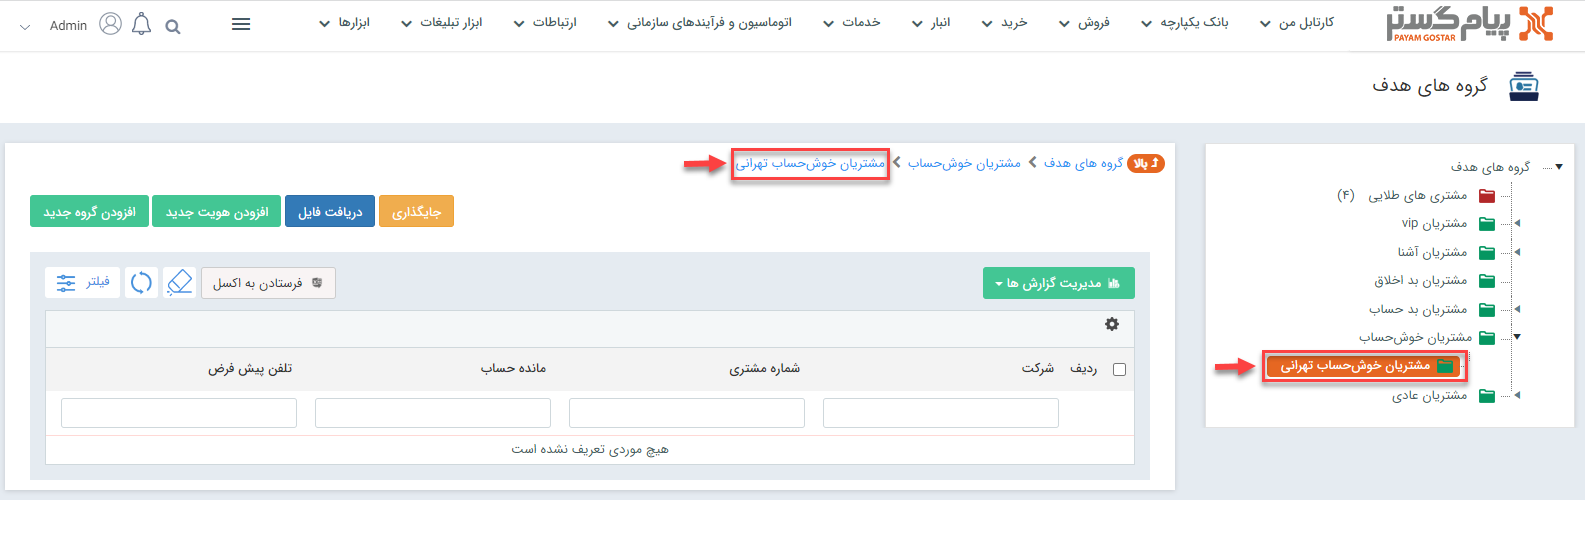 پیام گستر
PAYAM GOSTAR
کارتابل من
بانک یکپارچه
فروش
خرید
انبار
خدمات
اتوماسیون و فرآیندهای سازمانی
ارتباطات
ابزار تبلیغات
ابزارها
Admin
گروه های هدف
گروه های هدف
مشتری های طلایی (۴)
مشتریان vip
مشتریان آشنا
مشتریان بد اخلاق
مشتریان بد حساب
مشتریان خوش‌حساب
مشتریان خوش‌حساب تهرانی
مشتریان عادی
بالا گروه های هدف مشتریان خوش‌حساب مشتریان خوش‌حساب تهرانی
جایگذاری دریافت فایل افزودن هویت جدید افزودن گروه جدید
مدیریت گزارش ها فرستادن به اکسل فیلتر
ردیف شرکت شماره مشتری مانده حساب تلفن پیش فرض
هیچ موردی تعریف نشده است